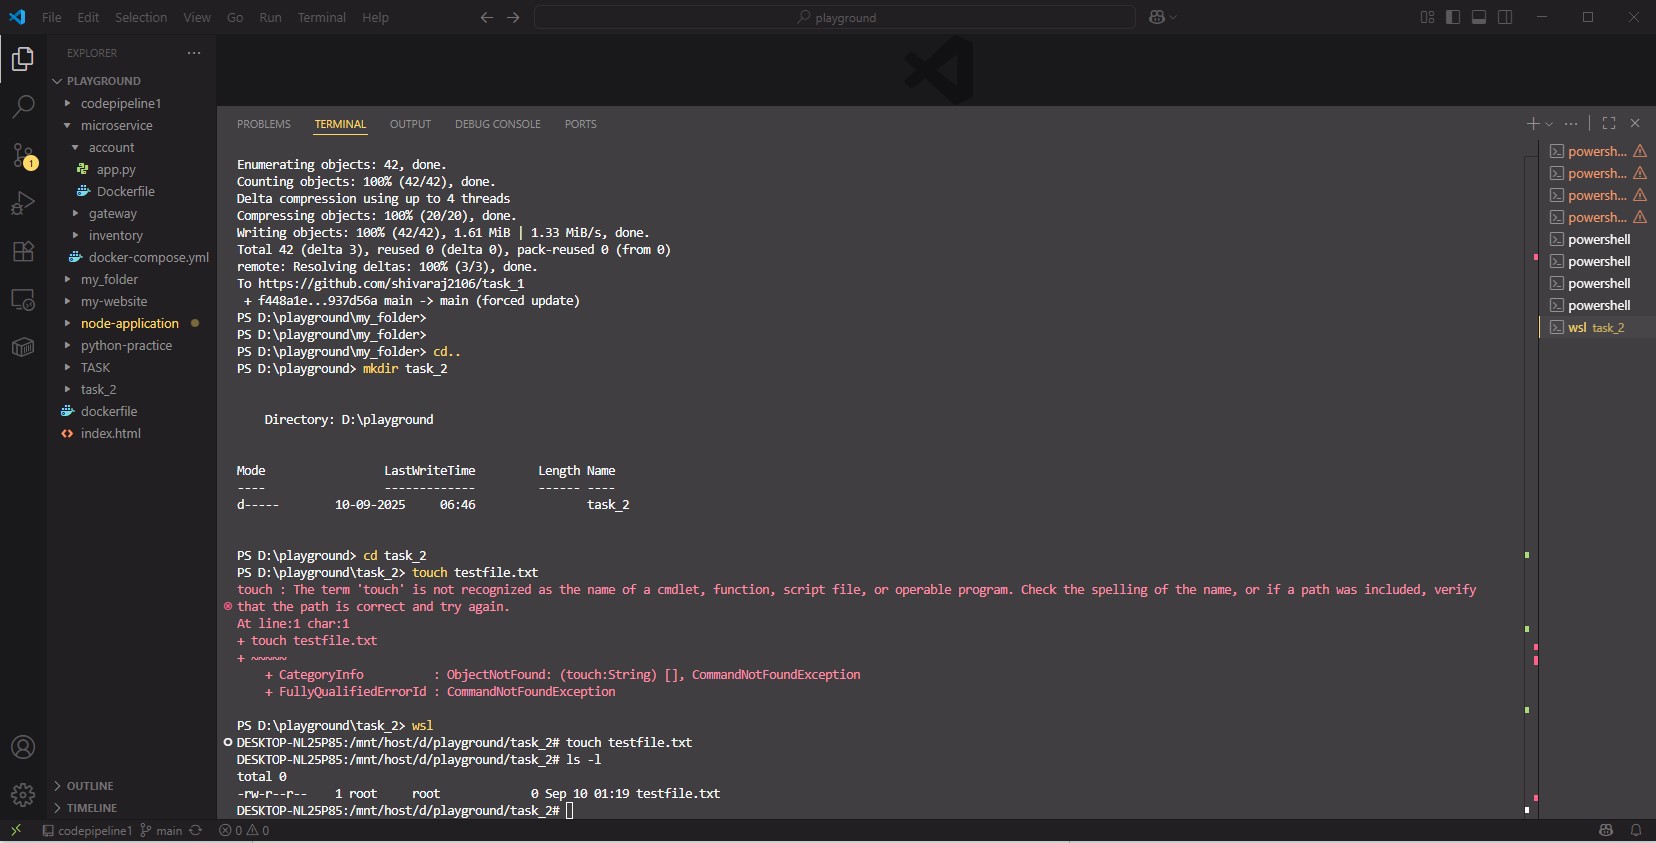 File Edit Selection View Go Run Terminal Help
playground
EXPLORER
PLAYGROUND
codepipeline1
microservice
account
app.py
Dockerfile
gateway
inventory
docker-compose.yml
my_folder
my-website
node-application
python-practice
TASK
task_2
dockerfile
index.html
OUTLINE
TIMELINE
1
PROBLEMS TERMINAL OUTPUT DEBUG CONSOLE PORTS
Enumerating objects: 42, done.
Counting objects: 100% (42/42), done.
Delta compression using up to 4 threads
Compressing objects: 100% (20/20), done.
Writing objects: 100% (42/42), 1.61 MiB | 1.33 MiB/s, done.
Total 42 (delta 3), reused 0 (delta 0), pack-reused 0 (from 0)
remote: Resolving deltas: 100% (3/3), done.
To https://github.com/shivaraj2106/task_1
 + f448a1e...937d56a main -> main (forced update)
PS D:\playground\my_folder>
PS D:\playground\my_folder>
PS D:\playground\my_folder> cd..
PS D:\playground> mkdir task_2
Directory: D:\playground
Mode LastWriteTime Length Name
---- ------------- ------ ----
d----- 10-09-2025 06:46 task_2
PS D:\playground> cd task_2
PS D:\playground\task_2> touch testfile.txt
touch : The term 'touch' is not recognized as the name of a cmdlet, function, script file, or operable program. Check the spelling of the name, or if a path was included, verify
that the path is correct and try again.
At line:1 char:1
+ touch testfile.txt
+ ~~~~~
+ CategoryInfo : ObjectNotFound: (touch:String) [], CommandNotFoundException
+ FullyQualifiedErrorId : CommandNotFoundException
PS D:\playground\task_2> wsl
DESKTOP-NL25P85:/mnt/host/d/playground/task_2# touch testfile.txt
DESKTOP-NL25P85:/mnt/host/d/playground/task_2# ls -l
total 0
-rw-r--r-- 1 root root 0 Sep 10 01:19 testfile.txt
DESKTOP-NL25P85:/mnt/host/d/playground/task_2#
powersh...
powersh...
powersh...
powersh...
powershell
powershell
powershell
powershell
wsl task_2
codepipeline1 main 0 0